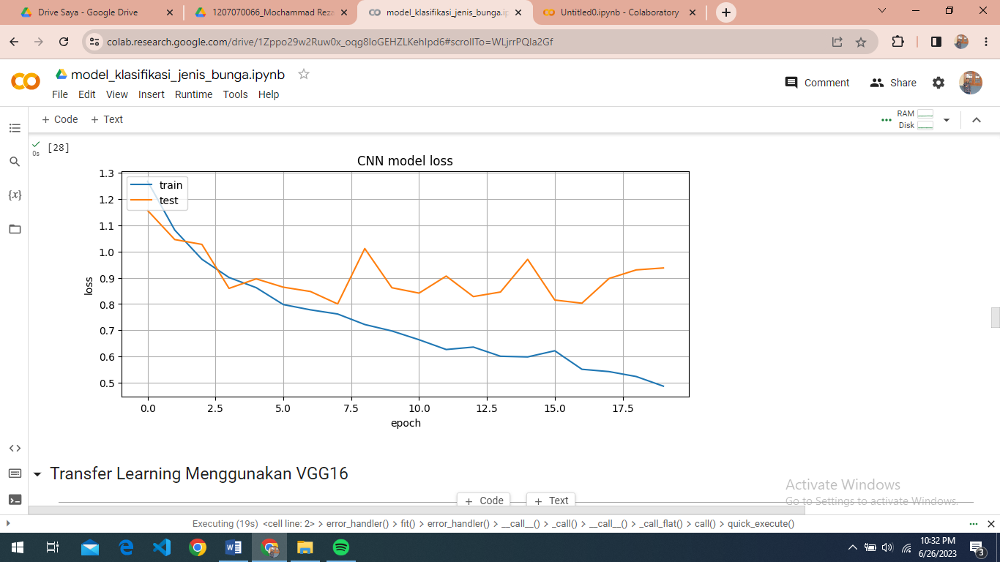 Drive Saya - Google Drive
1207070066_Mochammad Reza
model_klasifikasi_jenis_bunga.ip
Untitled0.ipynb - Colaboratory
colab.research.google.com/drive/1Zppo29w2Ruw0x_oqg8IoGEHZLKehIpd6#scrollTo=WLjrrPQIa2Gf
model_klasifikasi_jenis_bunga.ipynb
File Edit View Insert Runtime Tools Help
Comment
Share
+ Code + Text
RAM
Disk
[28]
0s
{x}
CNN model loss
train
test
1.3
1.2
1.1
1.0
0.9
0.8
0.7
0.6
0.5
loss
0.0 2.5 5.0 7.5 10.0 12.5 15.0 17.5
epoch
Transfer Learning Menggunakan VGG16
+ Code + Text
Activate Windows
Go to Settings to activate Windows.
Executing (19s) <cell line: 2> > error_handler() > fit() > error_handler() > __call__() > _call() > __call__() > _call_flat() > call() > quick_execute()
10:32 PM
6/26/2023
3